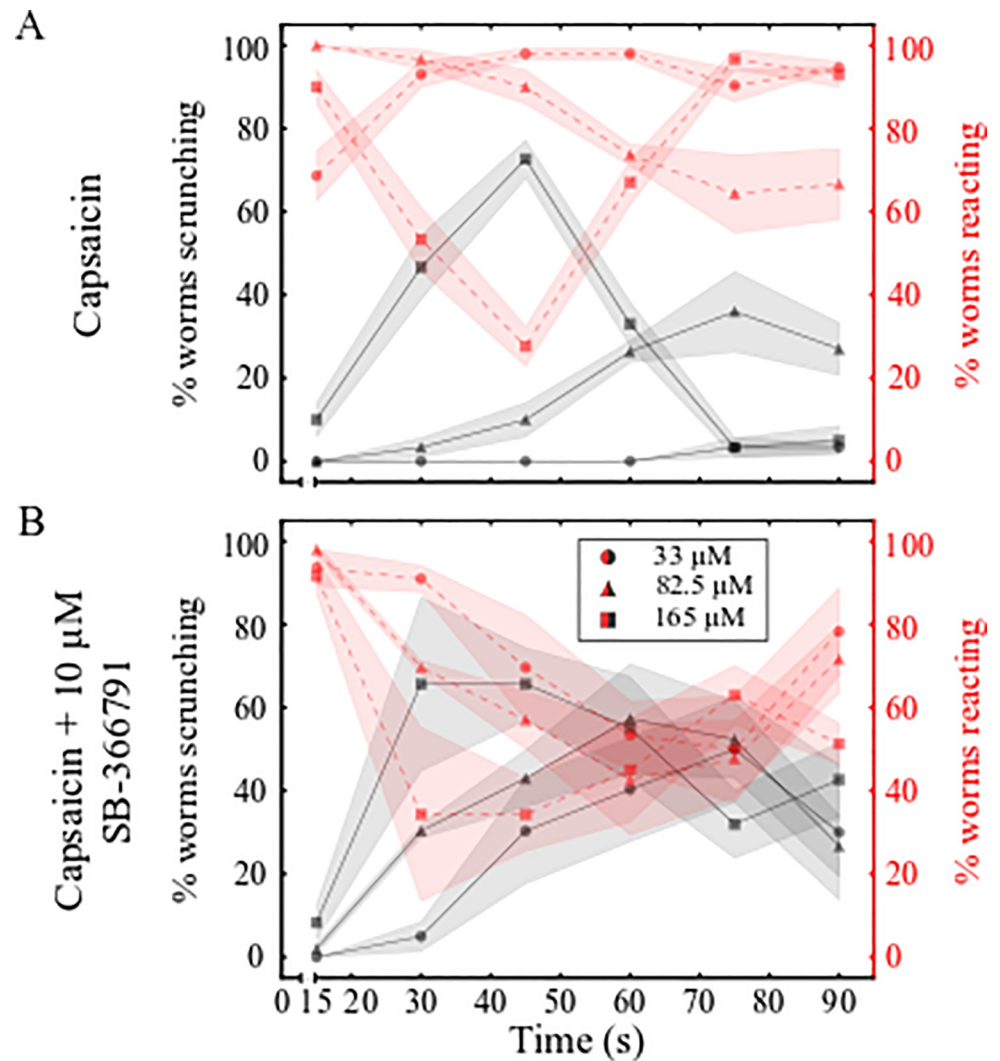 A
100
80
60
40
20
0
% worms scrunching
Capsaicin
100
80
60
40
20
0
% worms reacting
B
100
80
60
40
20
0
% worms scrunching
Capsaicin + 10 µM
SB-366791
33 µM
82.5 µM
165 µM
100
80
60
40
20
0
% worms reacting
0 15 20 30 40 50 60 70 80 90
Time (s)